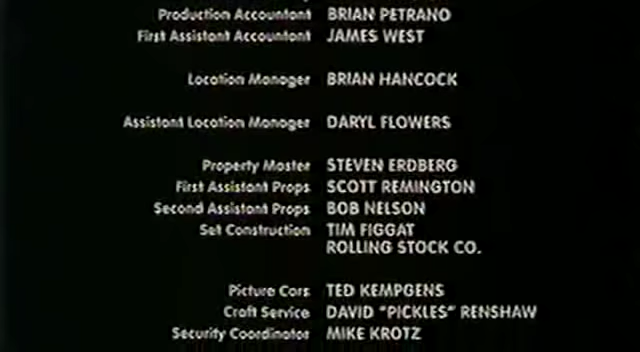 Production Accountant BRIAN PETRANO
First Assistant Accountant JAMES WEST
Location Manager BRIAN HANCOCK
Assistant Location Manager DARYL FLOWERS
Property Master STEVEN ERDBERG
First Assistant Props SCOTT REMINGTON
Second Assistant Props BOB NELSON
Set Construction TIM FIGGAT
ROLLING STOCK CO.
Picture Cars TED KEMPGENS
Craft Service DAVID "PICKLES" RENSHAW
Security Coordinator MIKE KROTZ